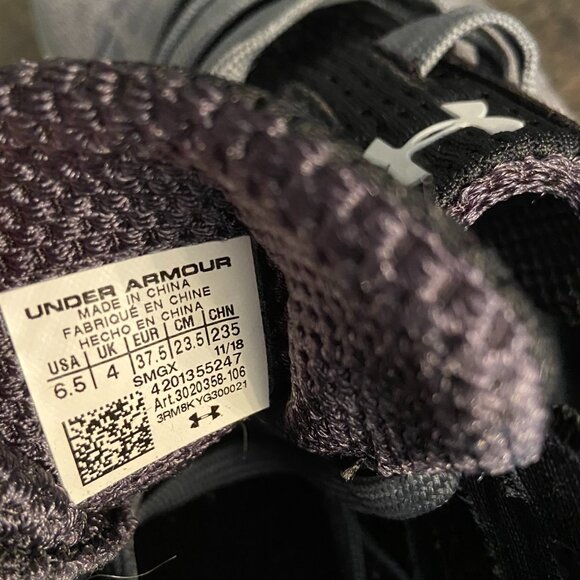 UNDER ARMOUR
MADE IN CHINA
FABRIQUÉ EN CHINE
HECHO EN CHINA
USA | UK | EUR | CM | CHN
6.5 | 4 | 37.5 | 23.5 | 235
SMGX 11/18
4201355247
Art.3020358-106
3RM8KYG300021